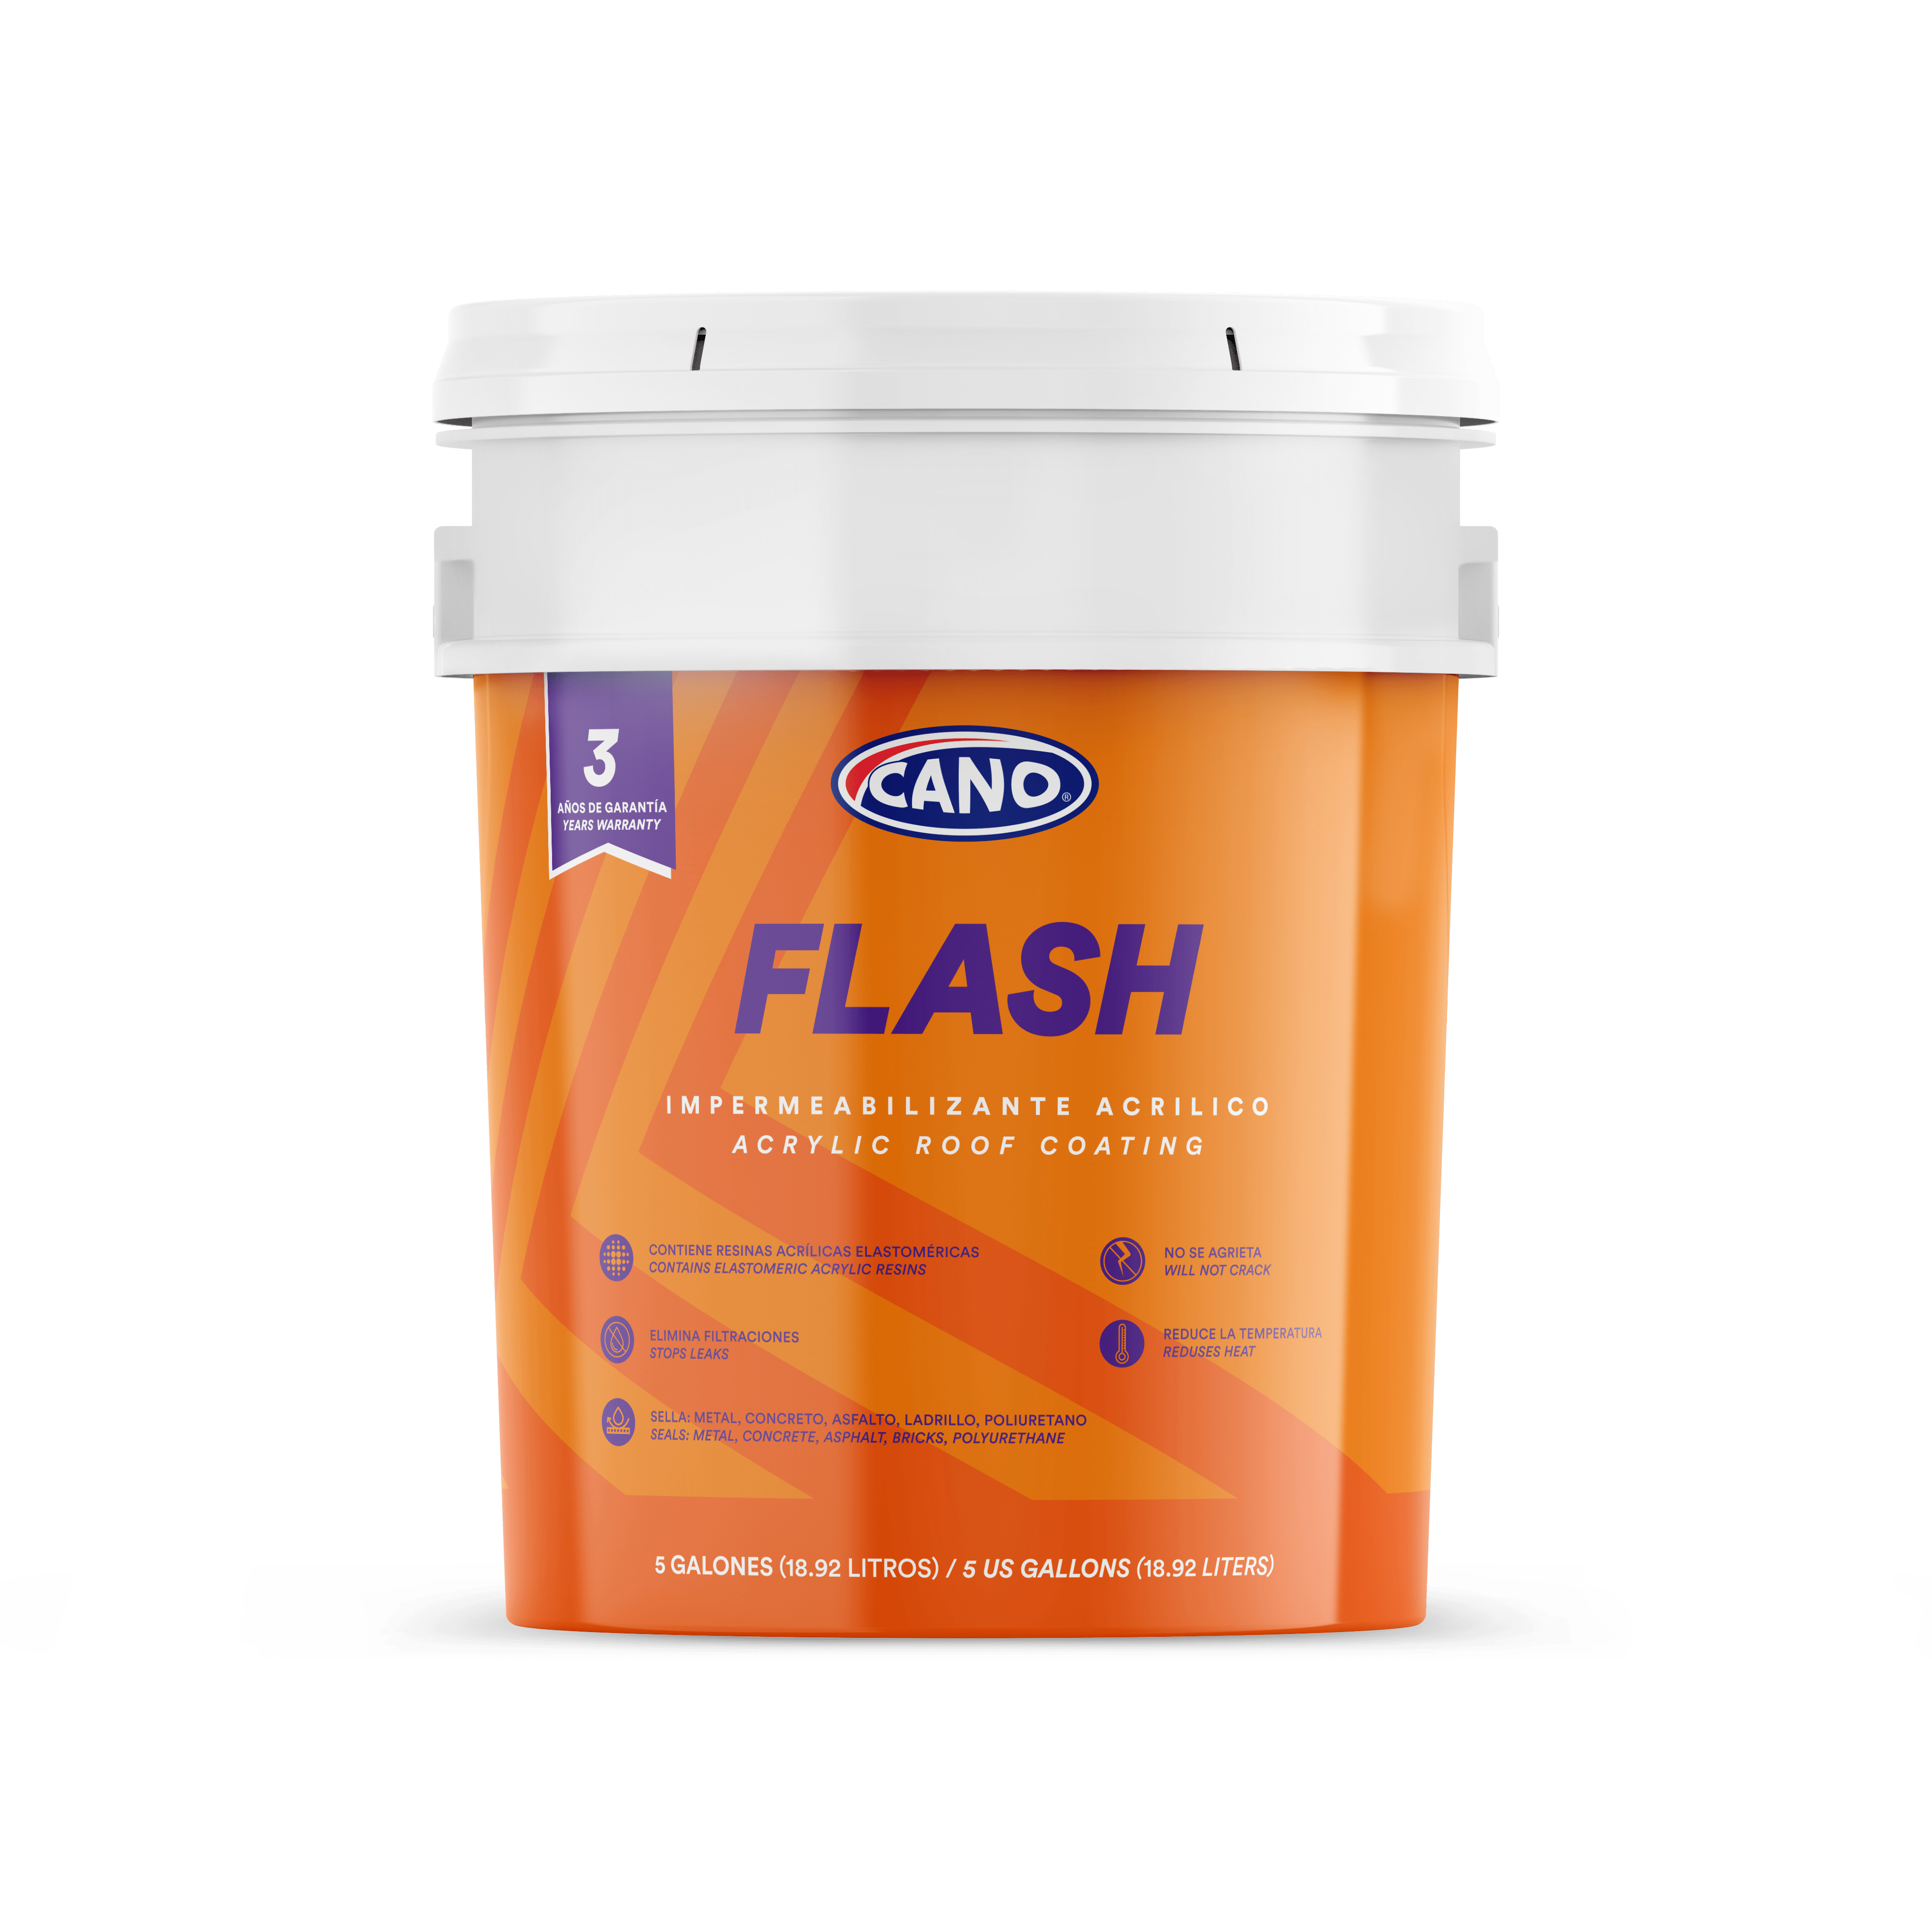 3
AÑOS DE GARANTÍA
YEARS WARRANTY
CANO®
FLASH
IMPERMEABILIZANTE ACRILICO
ACRYLIC ROOF COATING
CONTIENE RESINAS ACRÍLICAS ELASTOMÉRICAS
CONTAINS ELASTOMERIC ACRYLIC RESINS
NO SE AGRIETA
WILL NOT CRACK
ELIMINA FILTRACIONES
STOPS LEAKS
REDUCE LA TEMPERATURA
REDUSES HEAT
SELLA: METAL, CONCRETO, ASFALTO, LADRILLO, POLIURETANO
SEALS: METAL, CONCRETE, ASPHALT, BRICKS, POLYURETHANE
5 GALONES (18.92 LITROS) / 5 US GALLONS (18.92 LITERS)